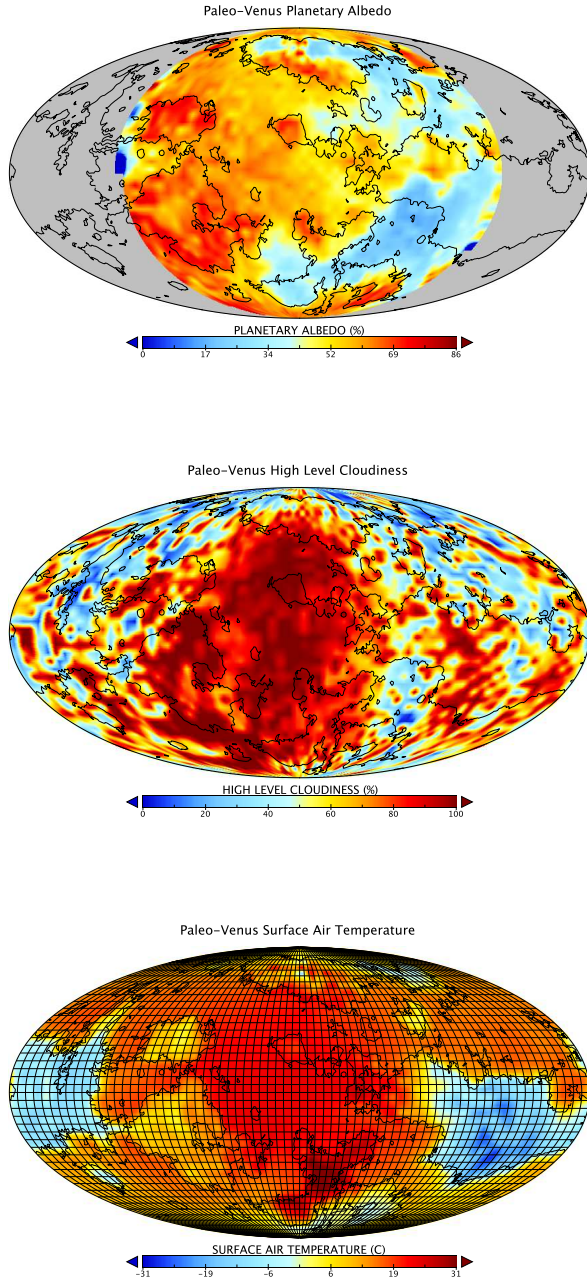 Paleo-Venus Planetary Albedo
PLANETARY ALBEDO (%)
0 17 34 52 69 86
Paleo-Venus High Level Cloudiness
HIGH LEVEL CLOUDINESS (%)
0 20 40 60 80 100
Paleo-Venus Surface Air Temperature
SURFACE AIR TEMPERATURE (C)
-31 -19 -6 6 19 31